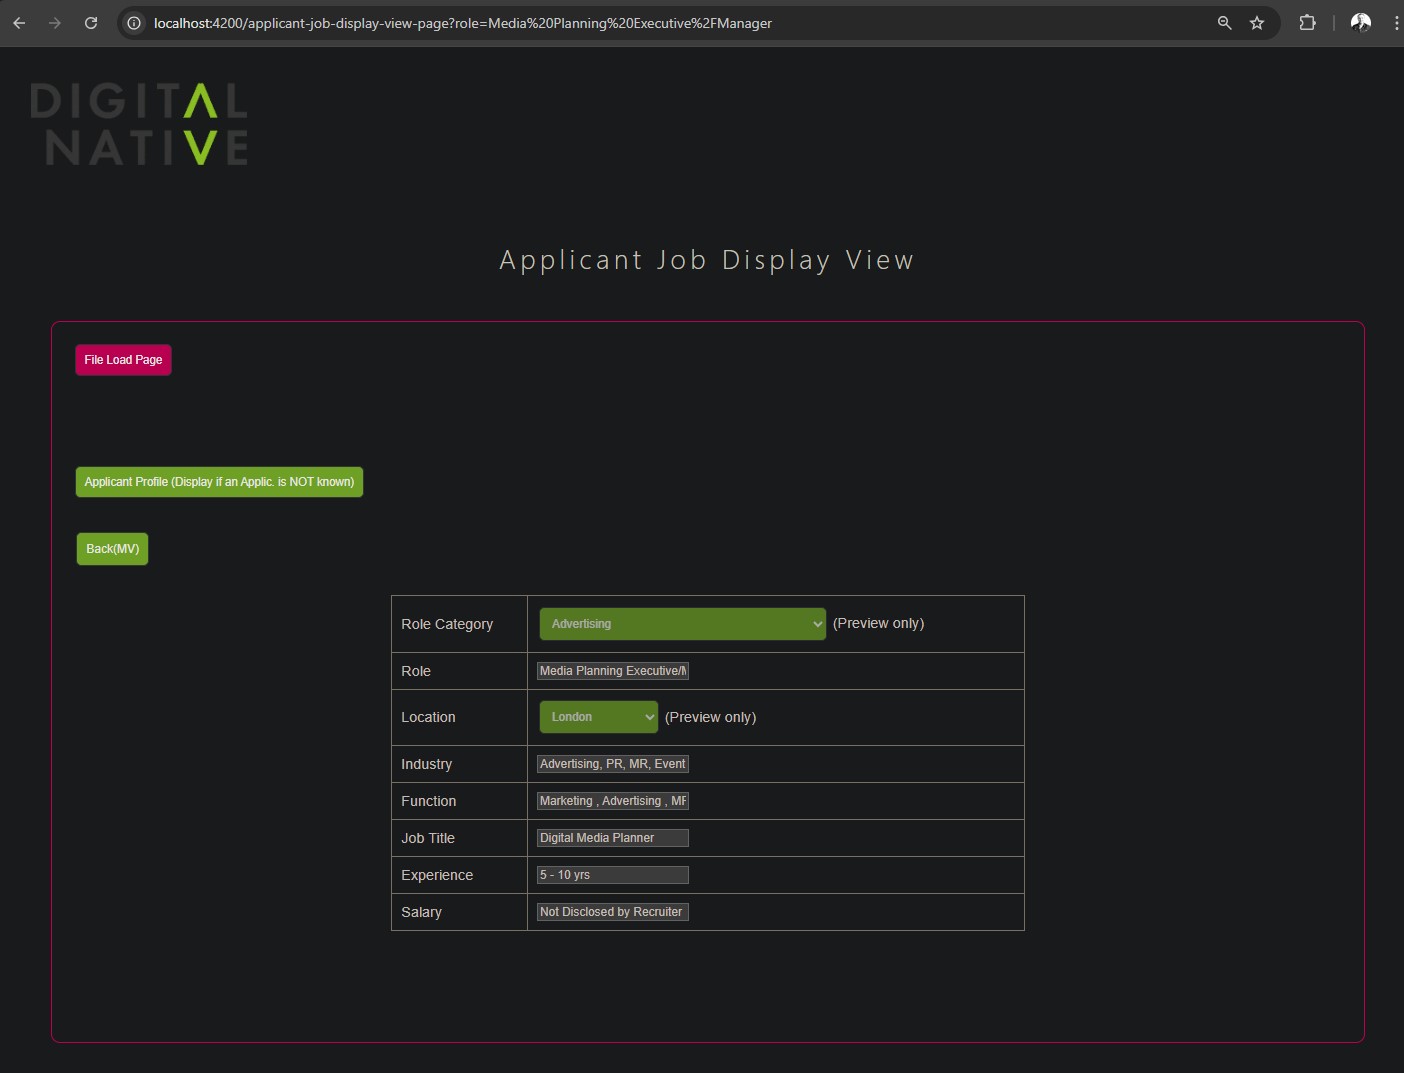 localhost:4200/applicant-job-display-view-page?role=Media%20Planning%20Executive%2FManager
DIGITAL
NATIVE
Applicant Job Display View
File Load Page
Applicant Profile (Display if an Applic. is NOT known)
Back(MV)
Role Category Advertising (Preview only)
Role Media Planning Executive/
Location London (Preview only)
Industry Advertising, PR, MR, Event
Function Marketing , Advertising , MR
Job Title Digital Media Planner
Experience 5 - 10 yrs
Salary Not Disclosed by Recruiter